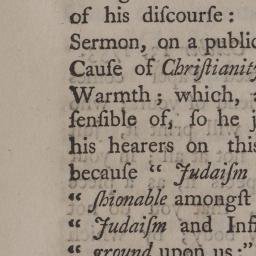 of his diſcourſe:
Sermon, on a public
Cauſe of Chriſtianity
Warmth; which,
ſenſible of, ſo he
his hearers on this
becauſe “ Judaiſm
“ ſhionable amongſt
“ Judaiſm and Infi
“ ground upon us:”